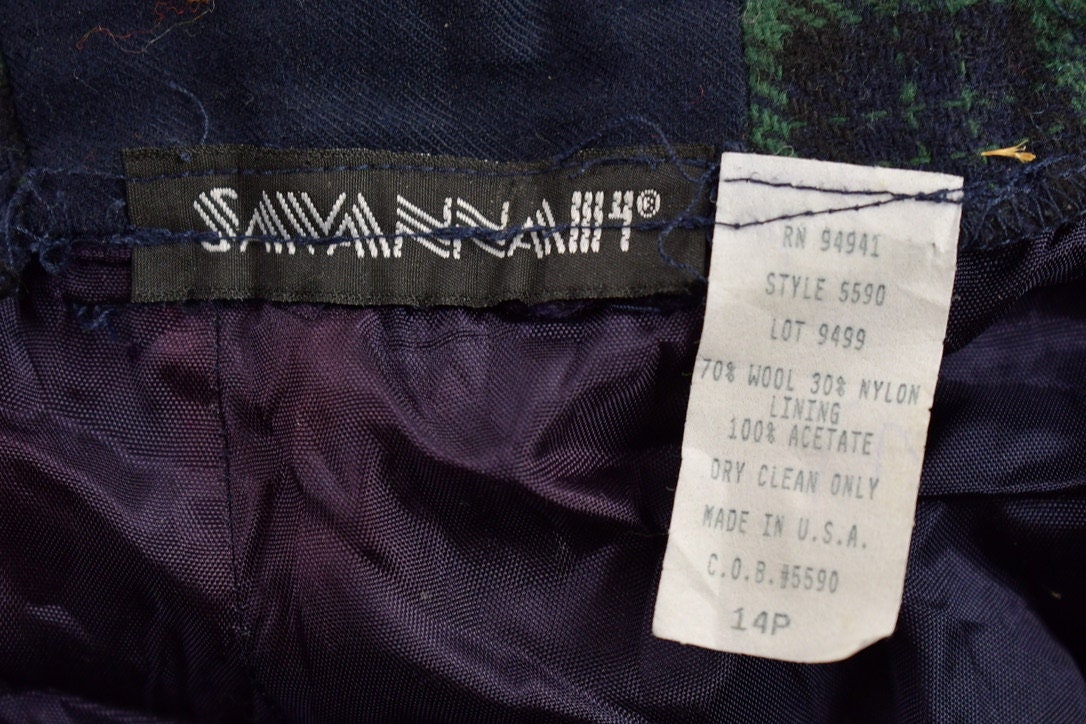 SAVANNAH®
RN 94941
STYLE 5590
LOT 9499
70% WOOL 30% NYLON
LINING
100% ACETATE
DRY CLEAN ONLY
MADE IN U.S.A.
C.O.B.#5590
14P